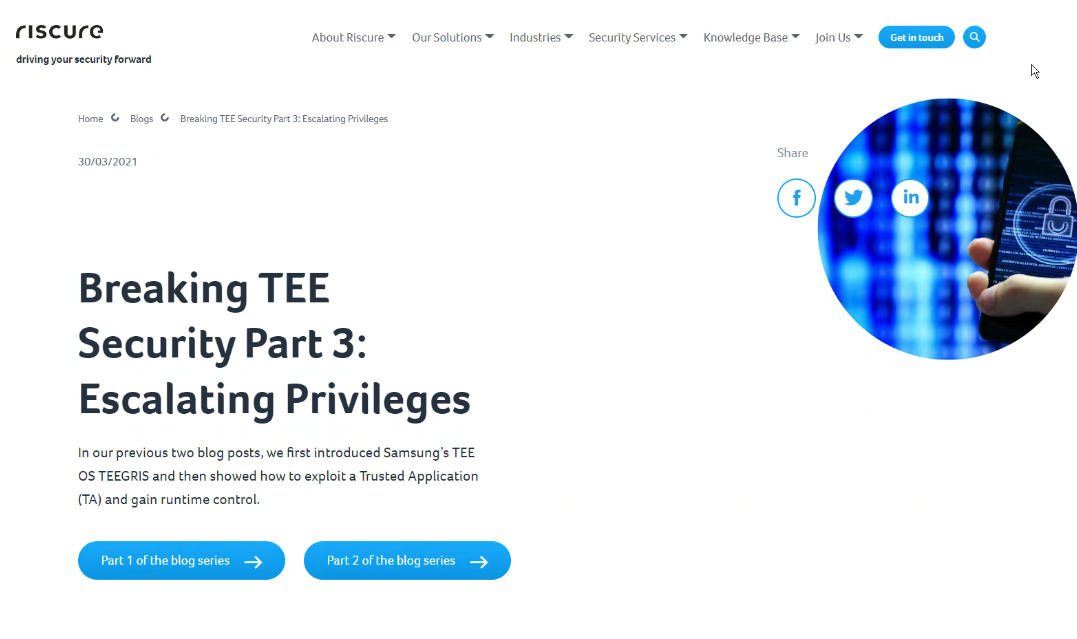 riscure
driving your security forward
About Riscure Our Solutions Industries Security Services Knowledge Base Join Us Get in touch
Home Blogs Breaking TEE Security Part 3: Escalating Privileges
30/03/2021
Share
Breaking TEE
Security Part 3:
Escalating Privileges
In our previous two blog posts, we first introduced Samsung's TEE
OS TEEGRIS and then showed how to exploit a Trusted Application
(TA) and gain runtime control.
Part 1 of the blog series Part 2 of the blog series